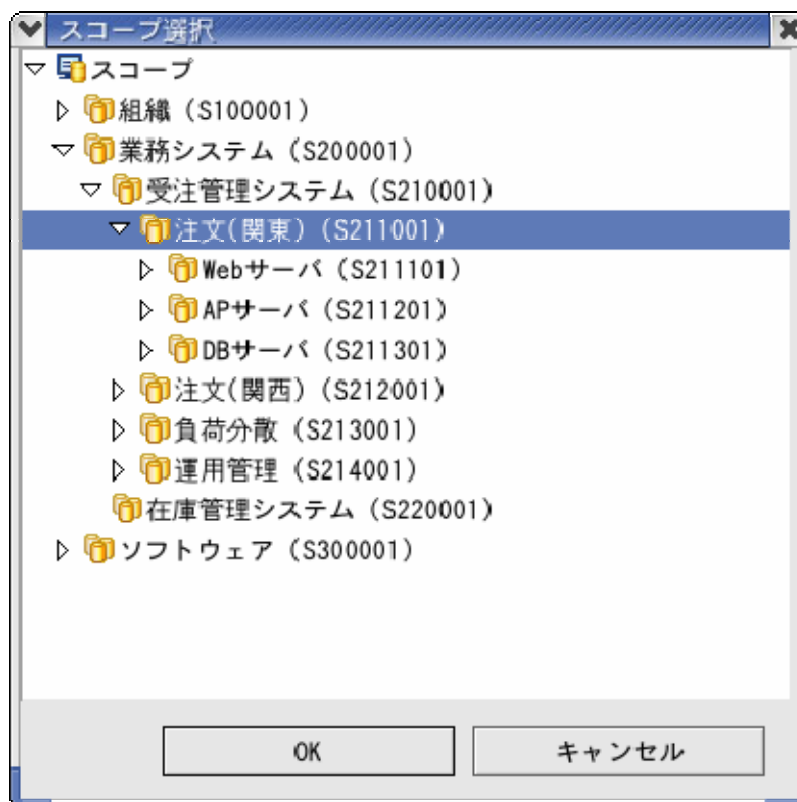 スコープ選択
スコープ
組織 (S100001)
業務システム (S200001)
受注管理システム (S210001)
注文(関東) (S211001)
Webサーバ (S211101)
APサーバ (S211201)
DBサーバ (S211301)
注文(関西) (S212001)
負荷分散 (S213001)
運用管理 (S214001)
在庫管理システム (S220001)
ソフトウェア (S300001)
OK キャンセル